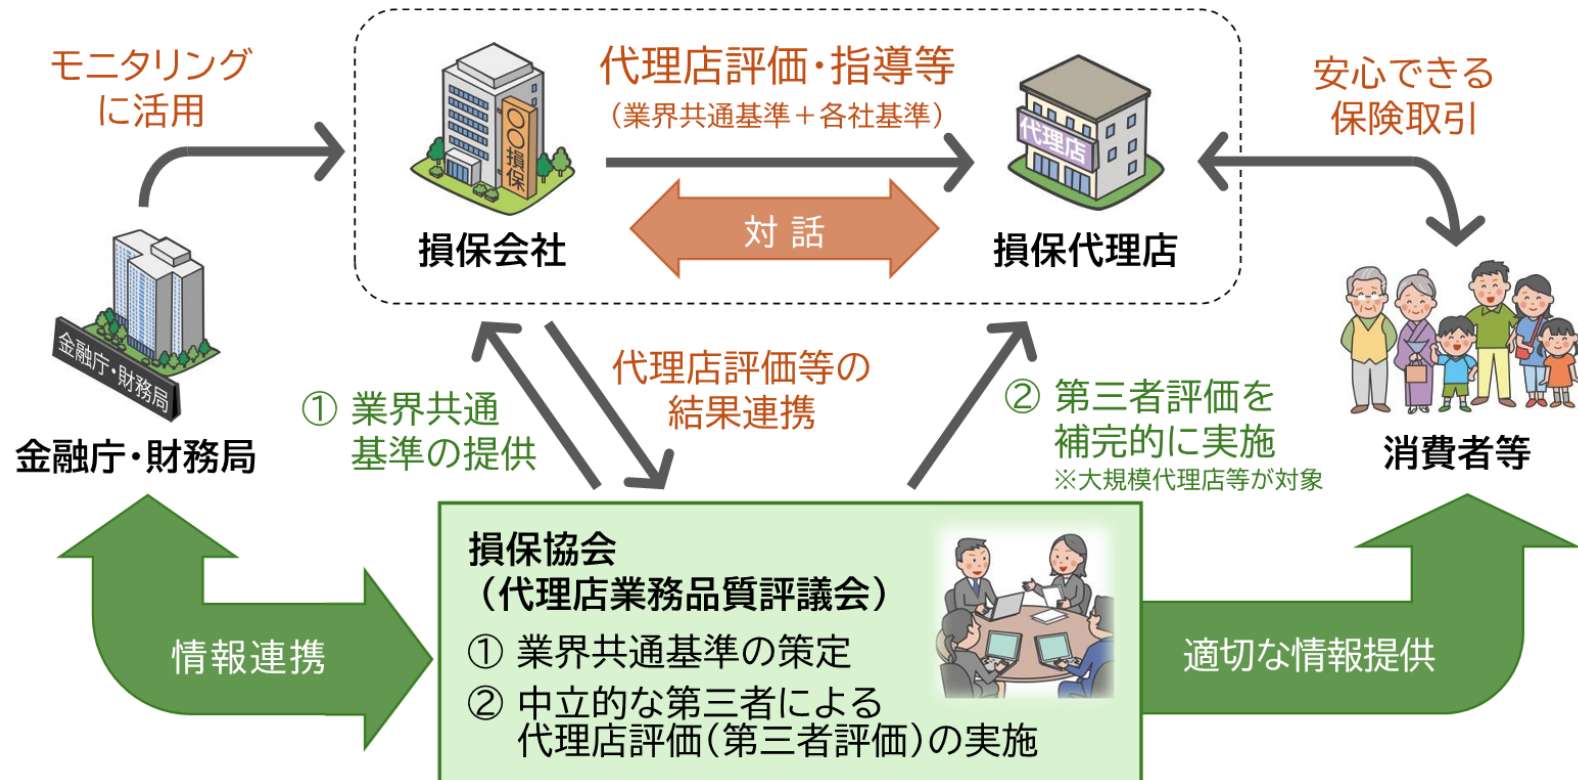 モニタリング
に活用
代理店評価・指導等
（業界共通基準＋各社基準）
安心できる
保険取引
〇〇損保
代理店
対話
損保会社
損保代理店
金融庁・財務局
金融庁・財務局
① 業界共通
基準の提供
代理店評価等の
結果連携
② 第三者評価を
補完的に実施
※大規模代理店等が対象
消費者等
損保協会
（代理店業務品質評議会）
① 業界共通基準の策定
② 中立的な第三者による
代理店評価（第三者評価）の実施
情報連携
適切な情報提供